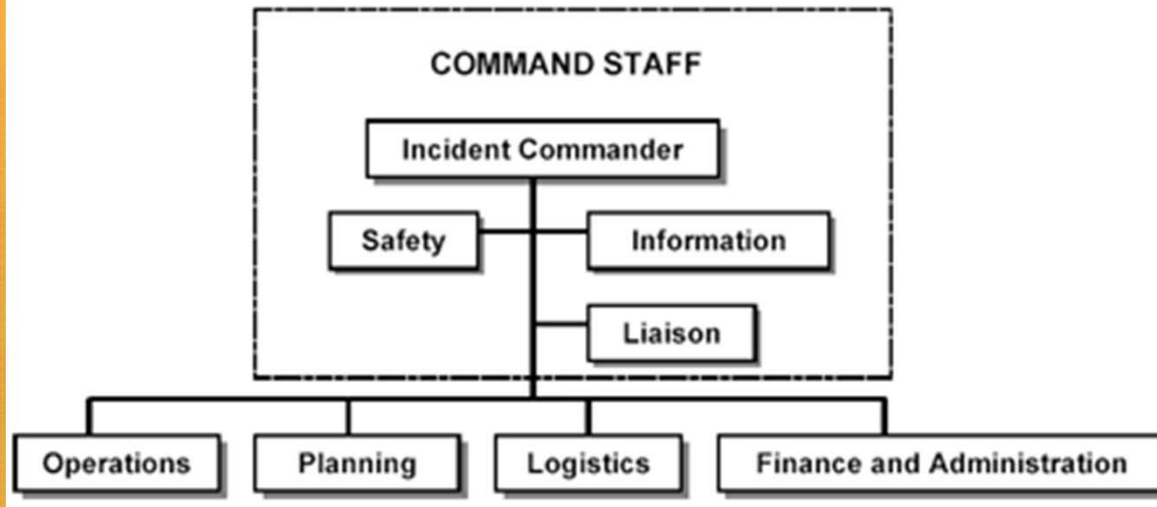 COMMAND STAFF
Incident Commander
Safety
Information
Liaison
Operations
Planning
Logistics
Finance and Administration